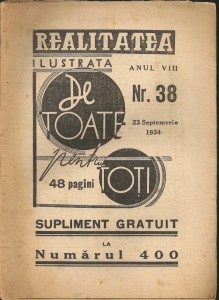 REALITATEA
ILUSTRATA
ANUL VIII
De
Nr. 38
TOATE
23 Septemvrie
1934
pentru
48 pagini
TOȚI
SUPLIMENT GRATUIT
LA
Numărul 400